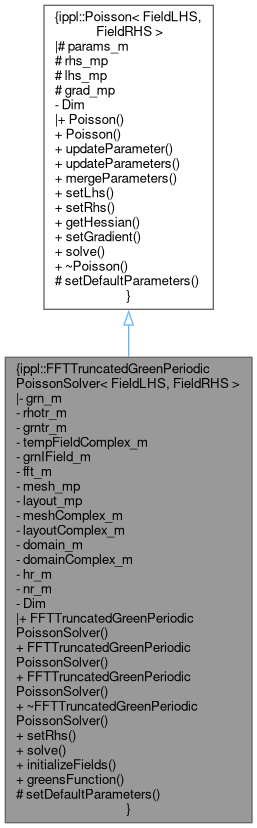 {ippl::Poisson< FieldLHS,
FieldRHS >
|# params_m
# rhs_mp
# lhs_mp
# grad_mp
- Dim
|+ Poisson()
+ Poisson()
+ updateParameter()
+ updateParameters()
+ mergeParameters()
+ setLhs()
+ setRhs()
+ getHessian()
+ setGradient()
+ solve()
+ ~Poisson()
# setDefaultParameters()
}
{ippl::FFTTruncatedGreenPeriodic
PoissonSolver< FieldLHS, FieldRHS >
|- grn_m
- rhotr_m
- grntr_m
- tempFieldComplex_m
- grnIField_m
- fft_m
- mesh_mp
- layout_mp
- meshComplex_m
- layoutComplex_m
- domain_m
- domainComplex_m
- hr_m
- nr_m
- Dim
|+ FFTTruncatedGreenPeriodic
PoissonSolver()
+ FFTTruncatedGreenPeriodic
PoissonSolver()
+ FFTTruncatedGreenPeriodic
PoissonSolver()
+ ~FFTTruncatedGreenPeriodic
PoissonSolver()
+ setRhs()
+ solve()
+ initializeFields()
+ greensFunction()
# setDefaultParameters()
}